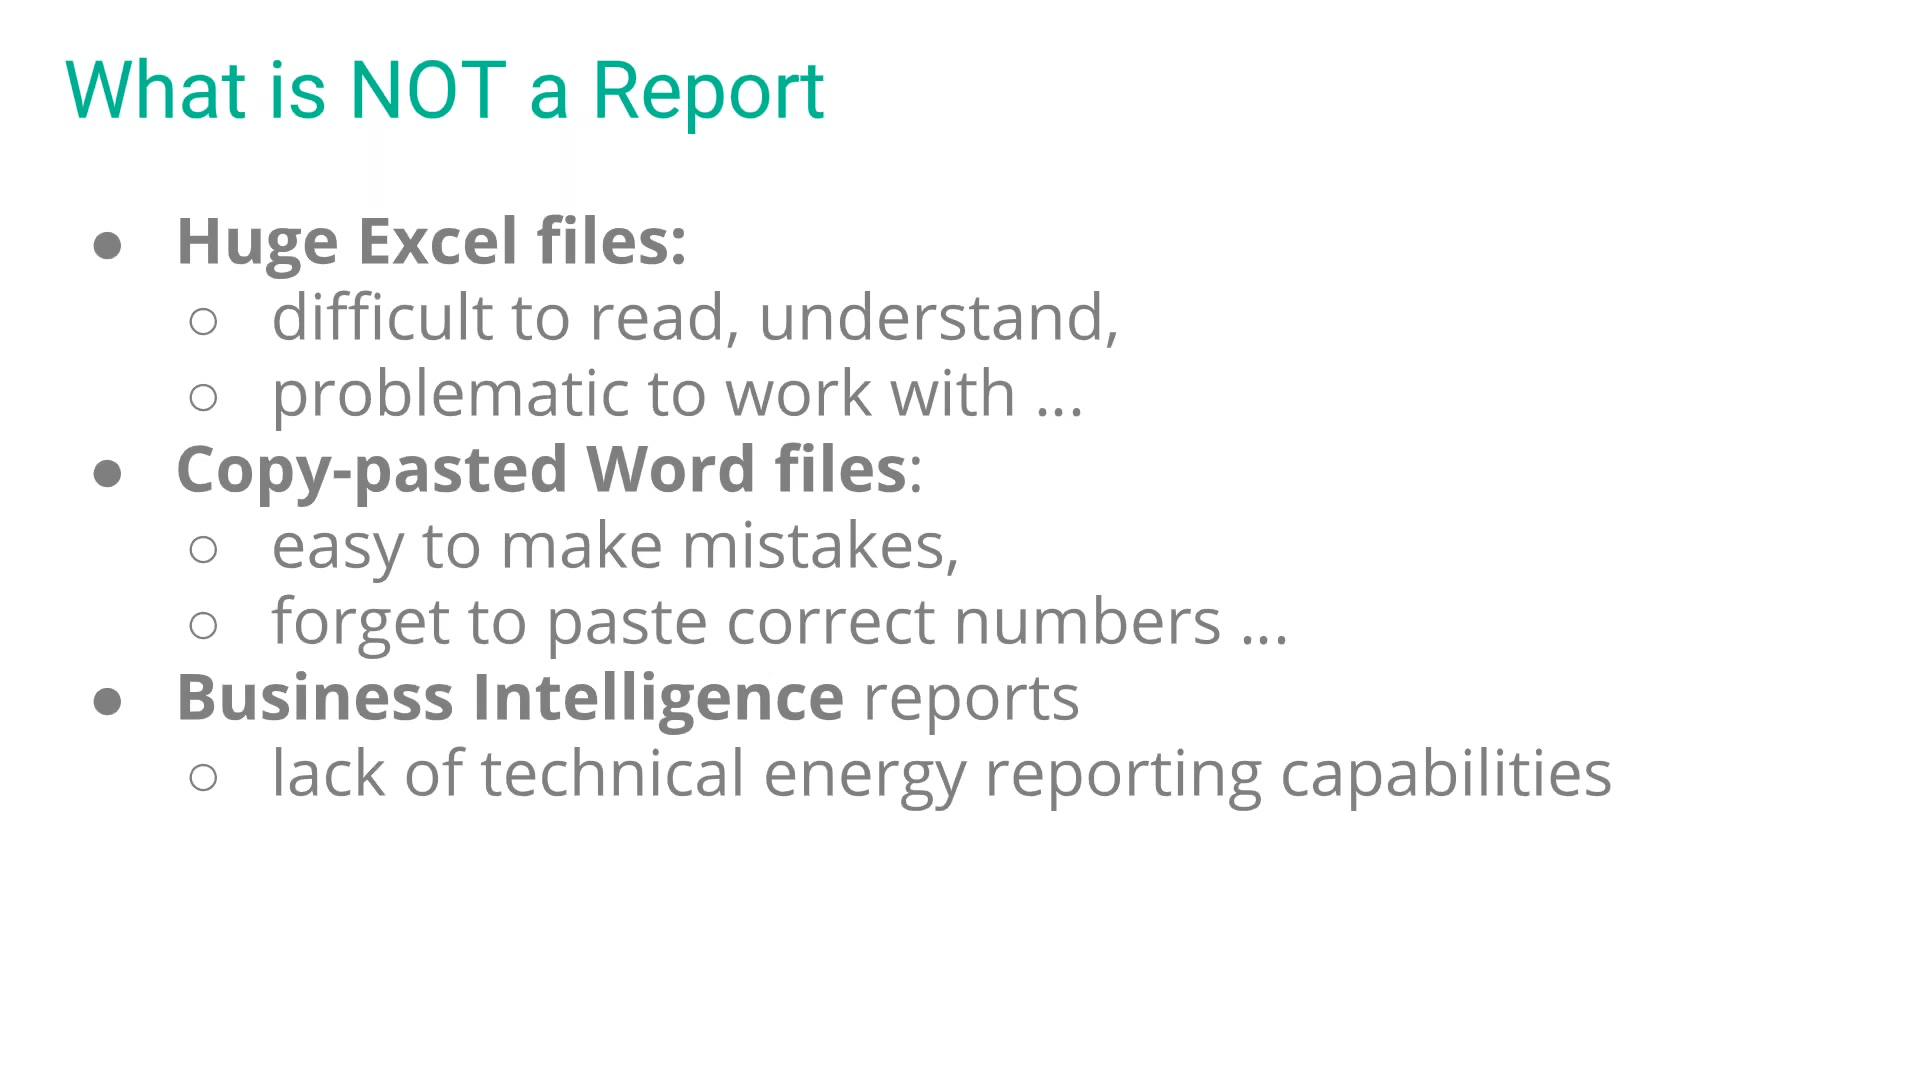 What is NOT a Report
● Huge Excel files:
○ difficult to read, understand,
○ problematic to work with ...
● Copy-pasted Word files:
○ easy to make mistakes,
○ forget to paste correct numbers ...
● Business Intelligence reports
○ lack of technical energy reporting capabilities